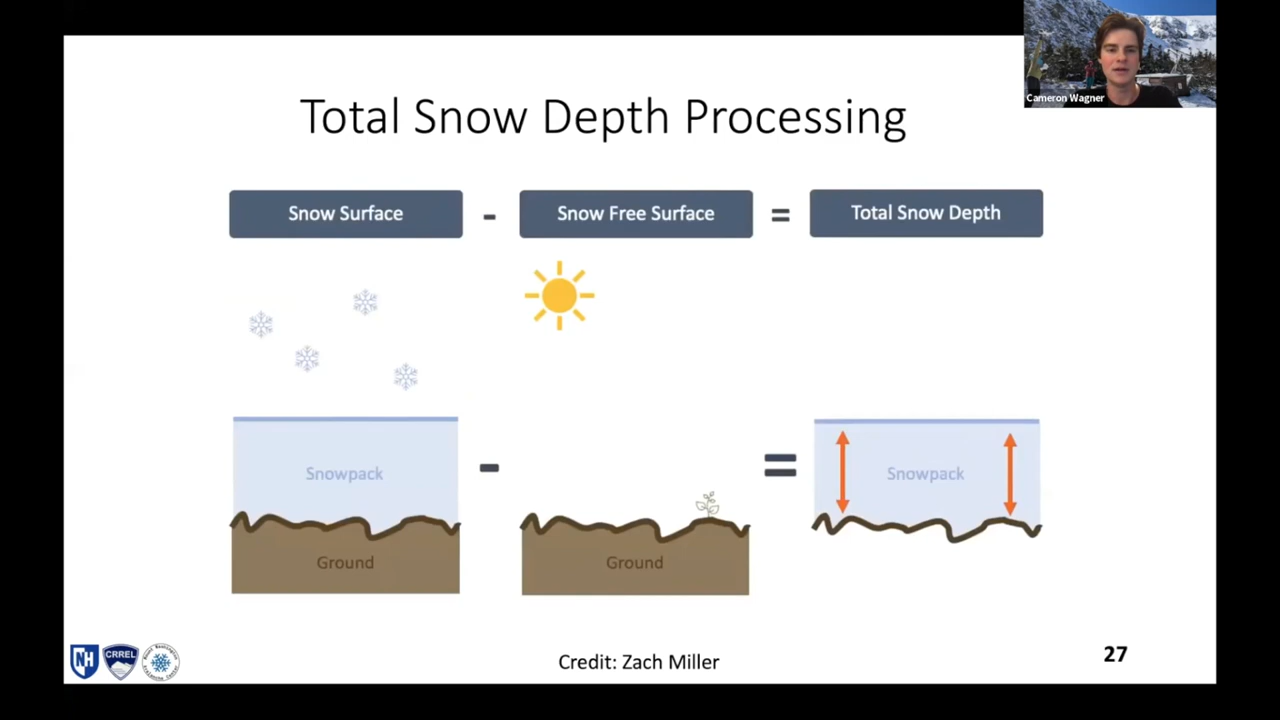 Cameron Wagner
Total Snow Depth Processing
Snow Surface - Snow Free Surface = Total Snow Depth
Snowpack - = Snowpack
Ground Ground
NH CRREL
Credit: Zach Miller
27